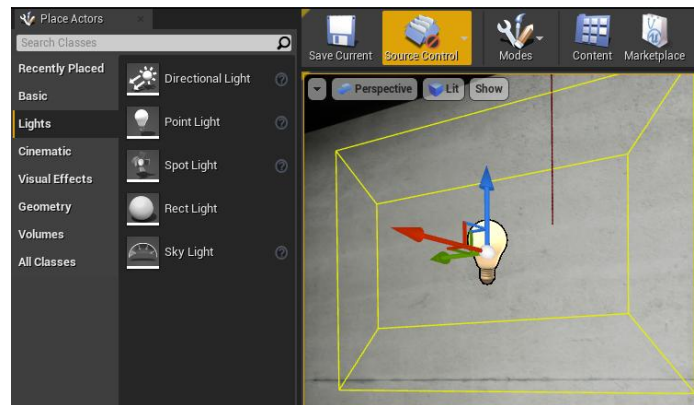 Place Actors
Search Classes
Recently Placed
Basic
Lights
Cinematic
Visual Effects
Geometry
Volumes
All Classes
Directional Light
Point Light
Spot Light
Rect Light
Sky Light
Save Current
Source Control
Modes
Content
Marketplace
Perspective
Lit
Show